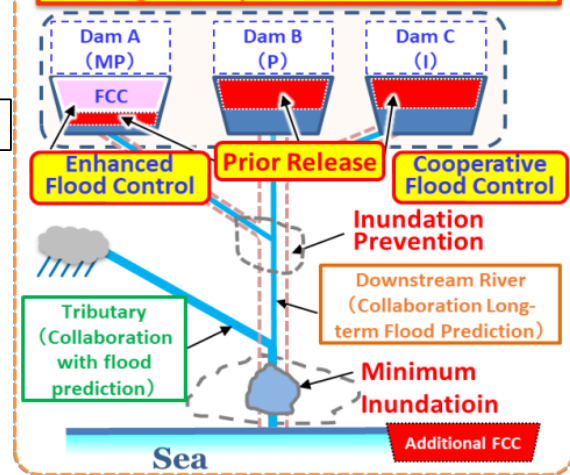 Dam A
(MP)
Dam B
(P)
Dam C
(I)
FCC
Enhanced
Flood Control
Prior Release
Cooperative
Flood Control
Inundation
Prevention
Downstream River
(Collaboration Long-
term Flood Prediction)
Tributary
(Collaboration
with flood
prediction)
Minimum
Inundatioin
Additional FCC
Sea